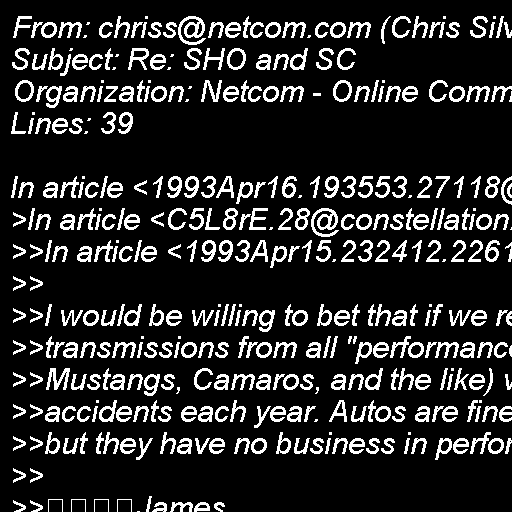 From: chriss@netcom.com (Chris Silv
Subject: Re: SHO and SC
Organization: Netcom - Online Comm
Lines: 39

In article <1993Apr16.193553.27118@
>In article <C5L8rE.28@constellation.
>>In article <1993Apr15.232412.2261
>>
>>I would be willing to bet that if we re
>>transmissions from all "performance
>>Mustangs, Camaros, and the like) v
>>accidents each year. Autos are fine
>>but they have no business in perfor
>>
>>□□□□James